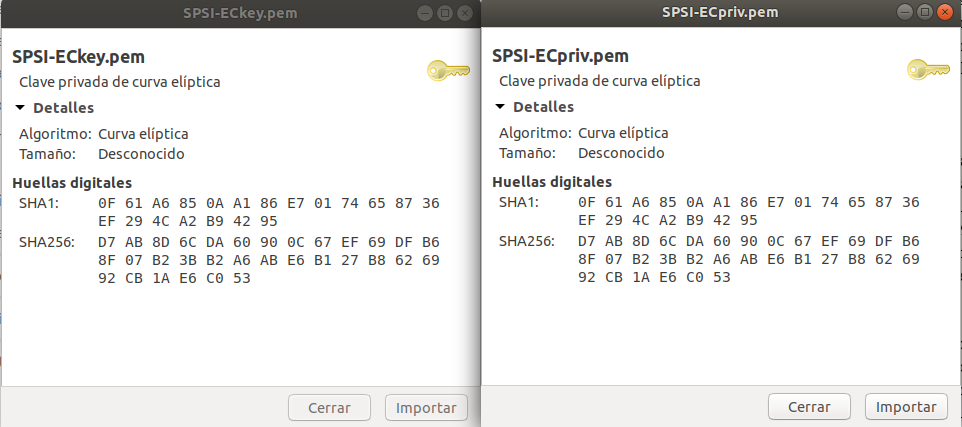 SPSI-ECkey.pem
SPSI-ECkey.pem
Clave privada de curva elíptica
Detalles
Algoritmo: Curva elíptica
Tamaño: Desconocido
Huellas digitales
SHA1: 0F 61 A6 85 0A A1 86 E7 01 74 65 87 36
EF 29 4C A2 B9 42 95
SHA256: D7 AB 8D 6C DA 60 90 0C 67 EF 69 DF B6
8F 07 B2 3B B2 A6 AB E6 B1 27 B8 62 69
92 CB 1A E6 C0 53
Cerrar Importar
SPSI-ECpriv.pem
SPSI-ECpriv.pem
Clave privada de curva elíptica
Detalles
Algoritmo: Curva elíptica
Tamaño: Desconocido
Huellas digitales
SHA1: 0F 61 A6 85 0A A1 86 E7 01 74 65 87 36
EF 29 4C A2 B9 42 95
SHA256: D7 AB 8D 6C DA 60 90 0C 67 EF 69 DF B6
8F 07 B2 3B B2 A6 AB E6 B1 27 B8 62 69
92 CB 1A E6 C0 53
Cerrar Importar